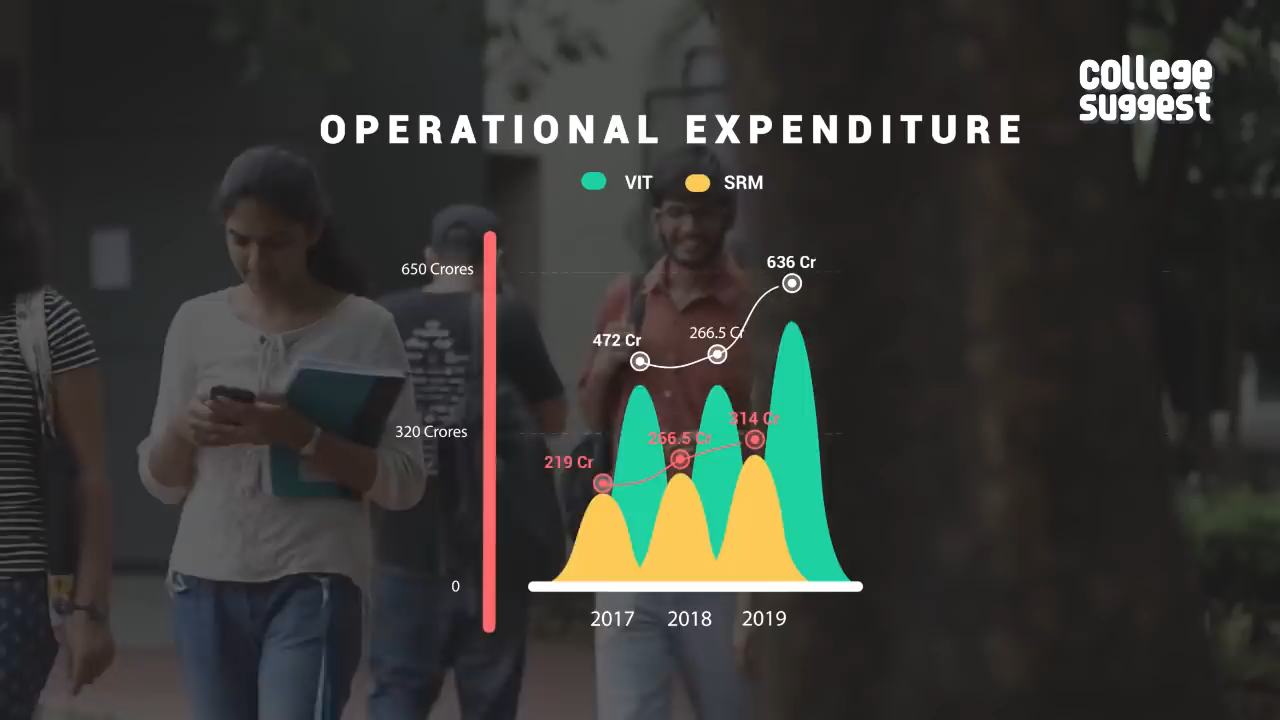 college
suggest
OPERATIONAL EXPENDITURE
VIT SRM
636 Cr
650 Crores
266.5 Cr
472 Cr
314 Cr
320 Crores
266.5 Cr
219 Cr
0
2017 2018 2019